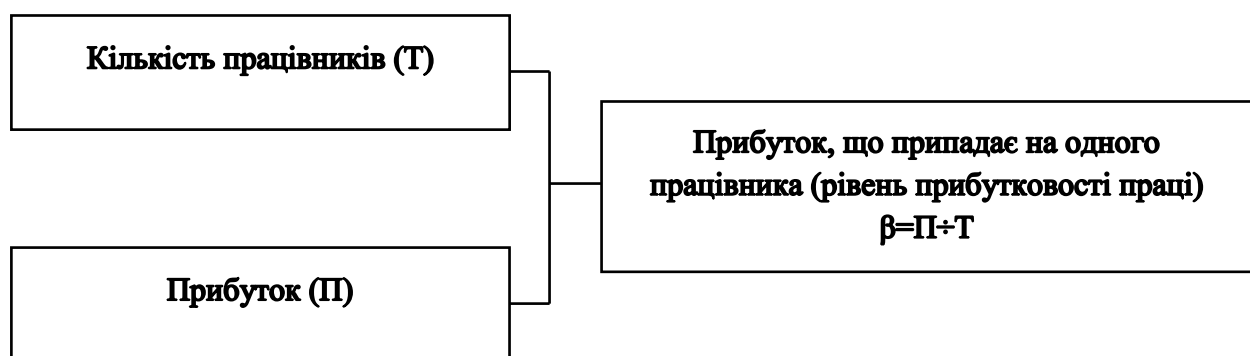 Кількість працівників (Т)
Прибуток, що припадає на одного
працівника (рівень прибутковості праці)
β=П÷Т
Прибуток (П)